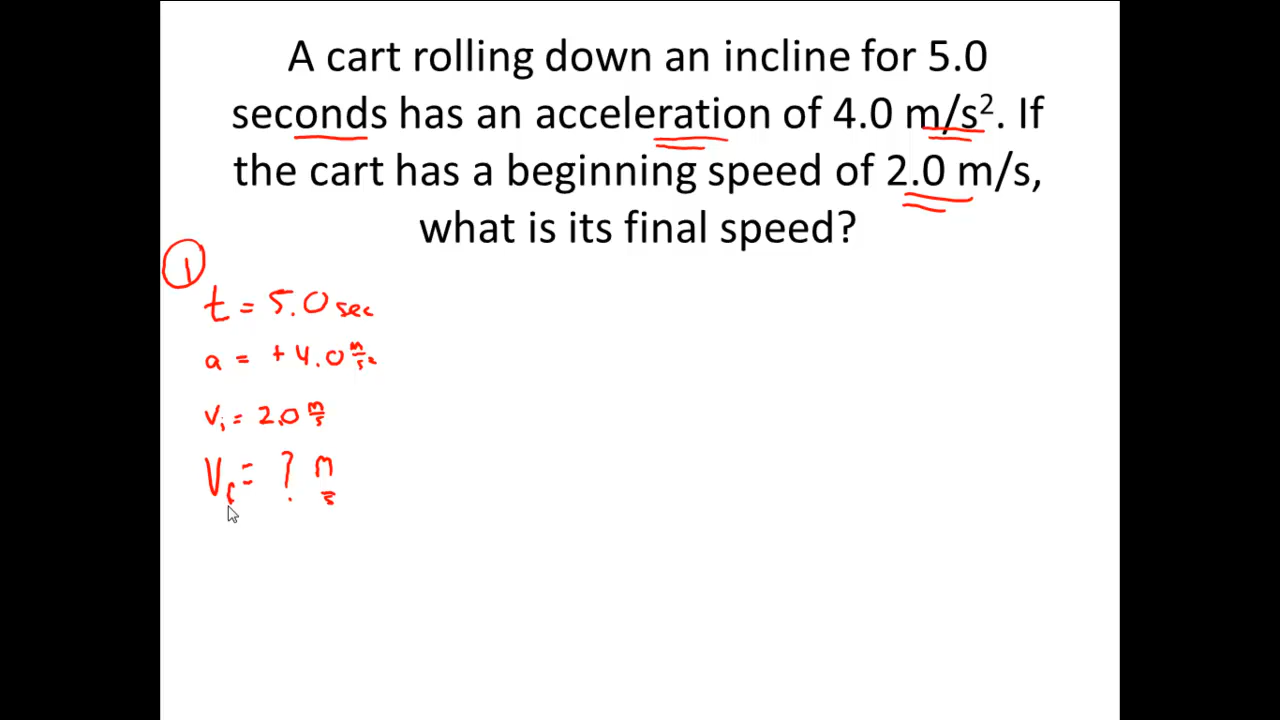 A cart rolling down an incline for 5.0
seconds has an acceleration of 4.0 m/s². If
the cart has a beginning speed of 2.0 m/s,
what is its final speed?
1
t = 5.0 sec
a = +4.0 m/s²
vi = 2.0 m/s
Vf = ? m/s